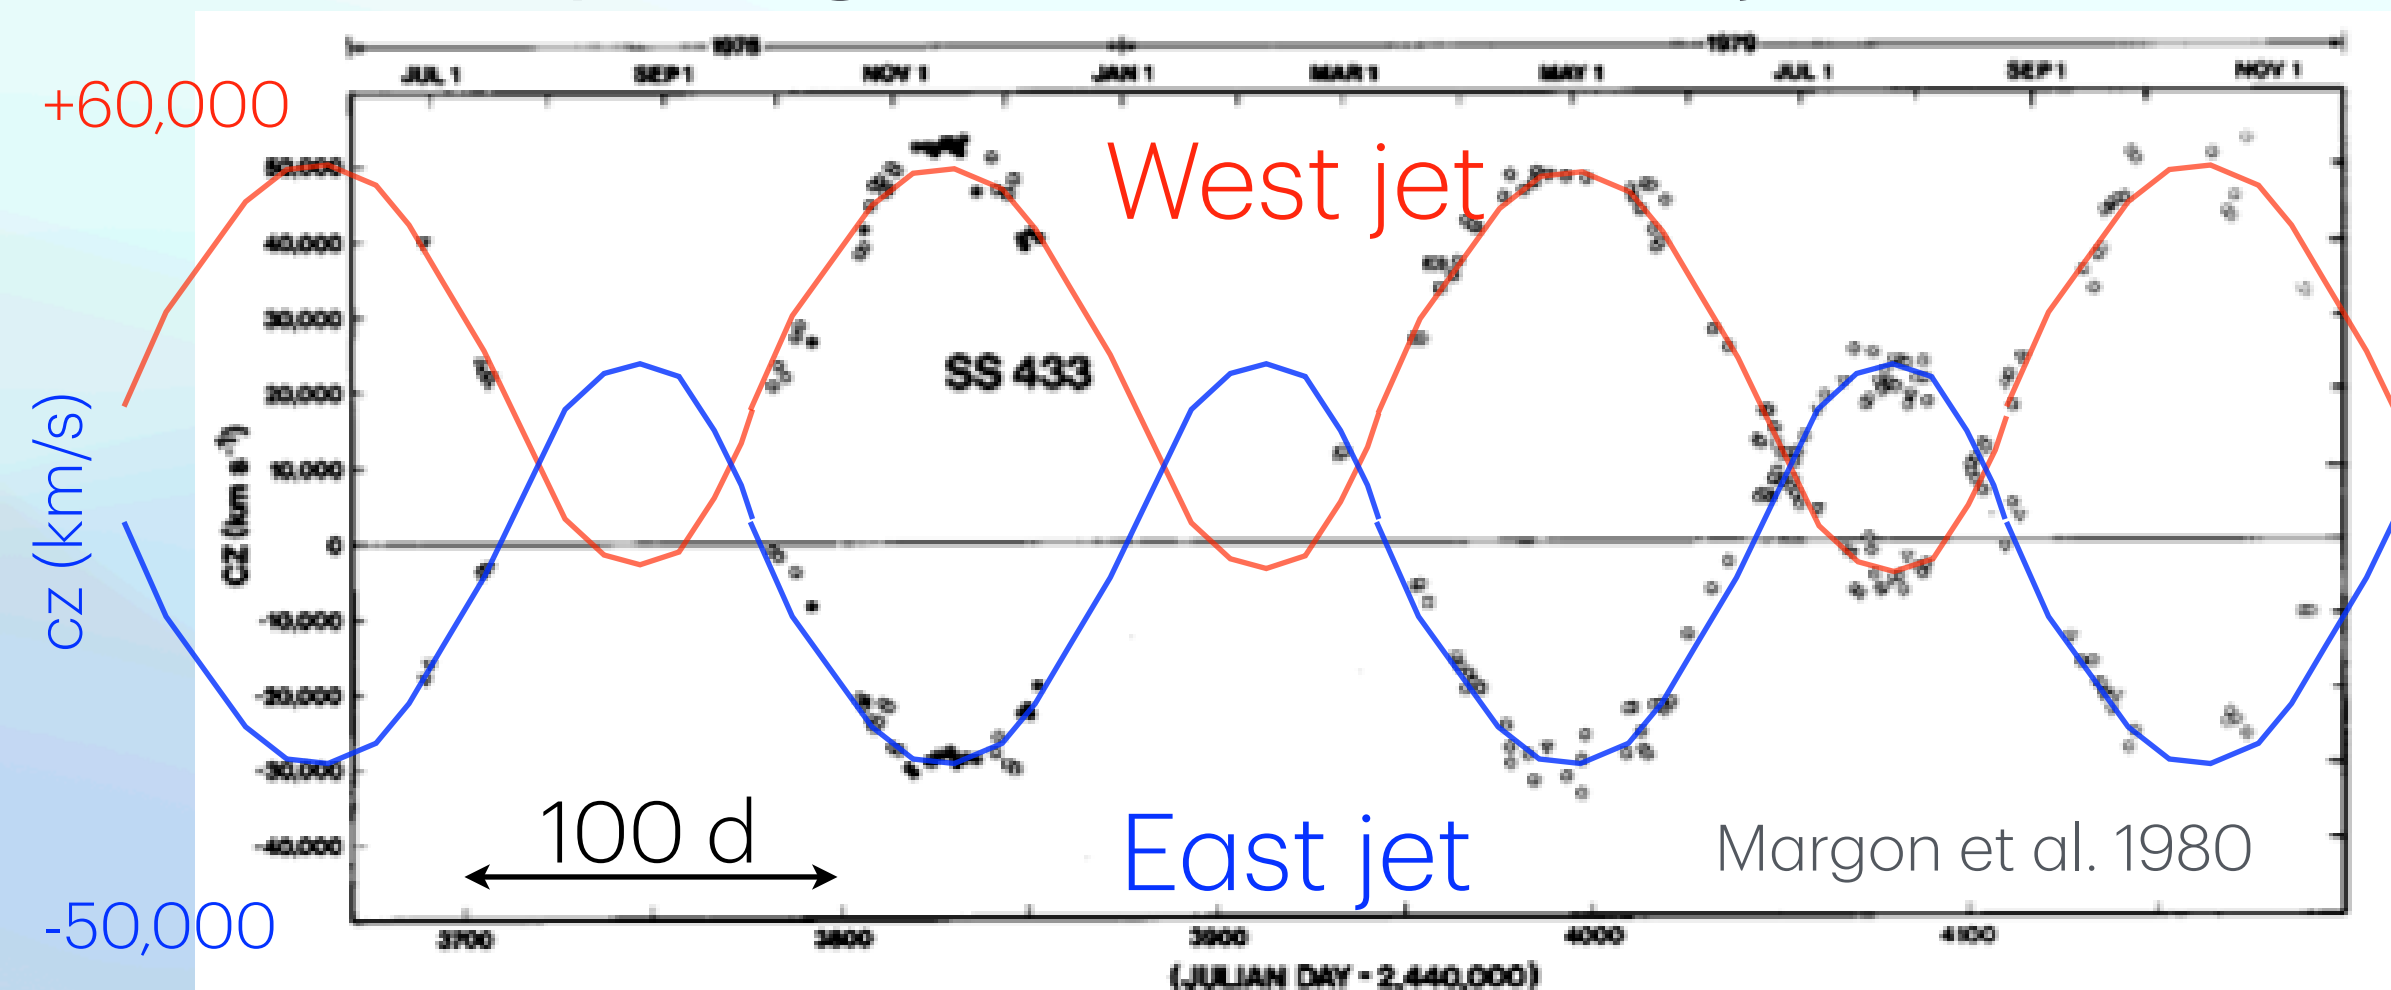 1978 1979
JUL 1 SEP 1 NOV 1 JAN 1 MAR 1 MAY 1 JUL 1 SEP 1 NOV 1
+60,000
50,000
West jet
40,000
30,000
SS 433
20,000
10,000
0
cz (km/s)
CZ (km s⁻¹)
-10,000
-20,000
-30,000
100 d
East jet
Margon et al. 1980
-40,000
-50,000
3700 3800 3900 4000 4100
(JULIAN DAY - 2,440,000)